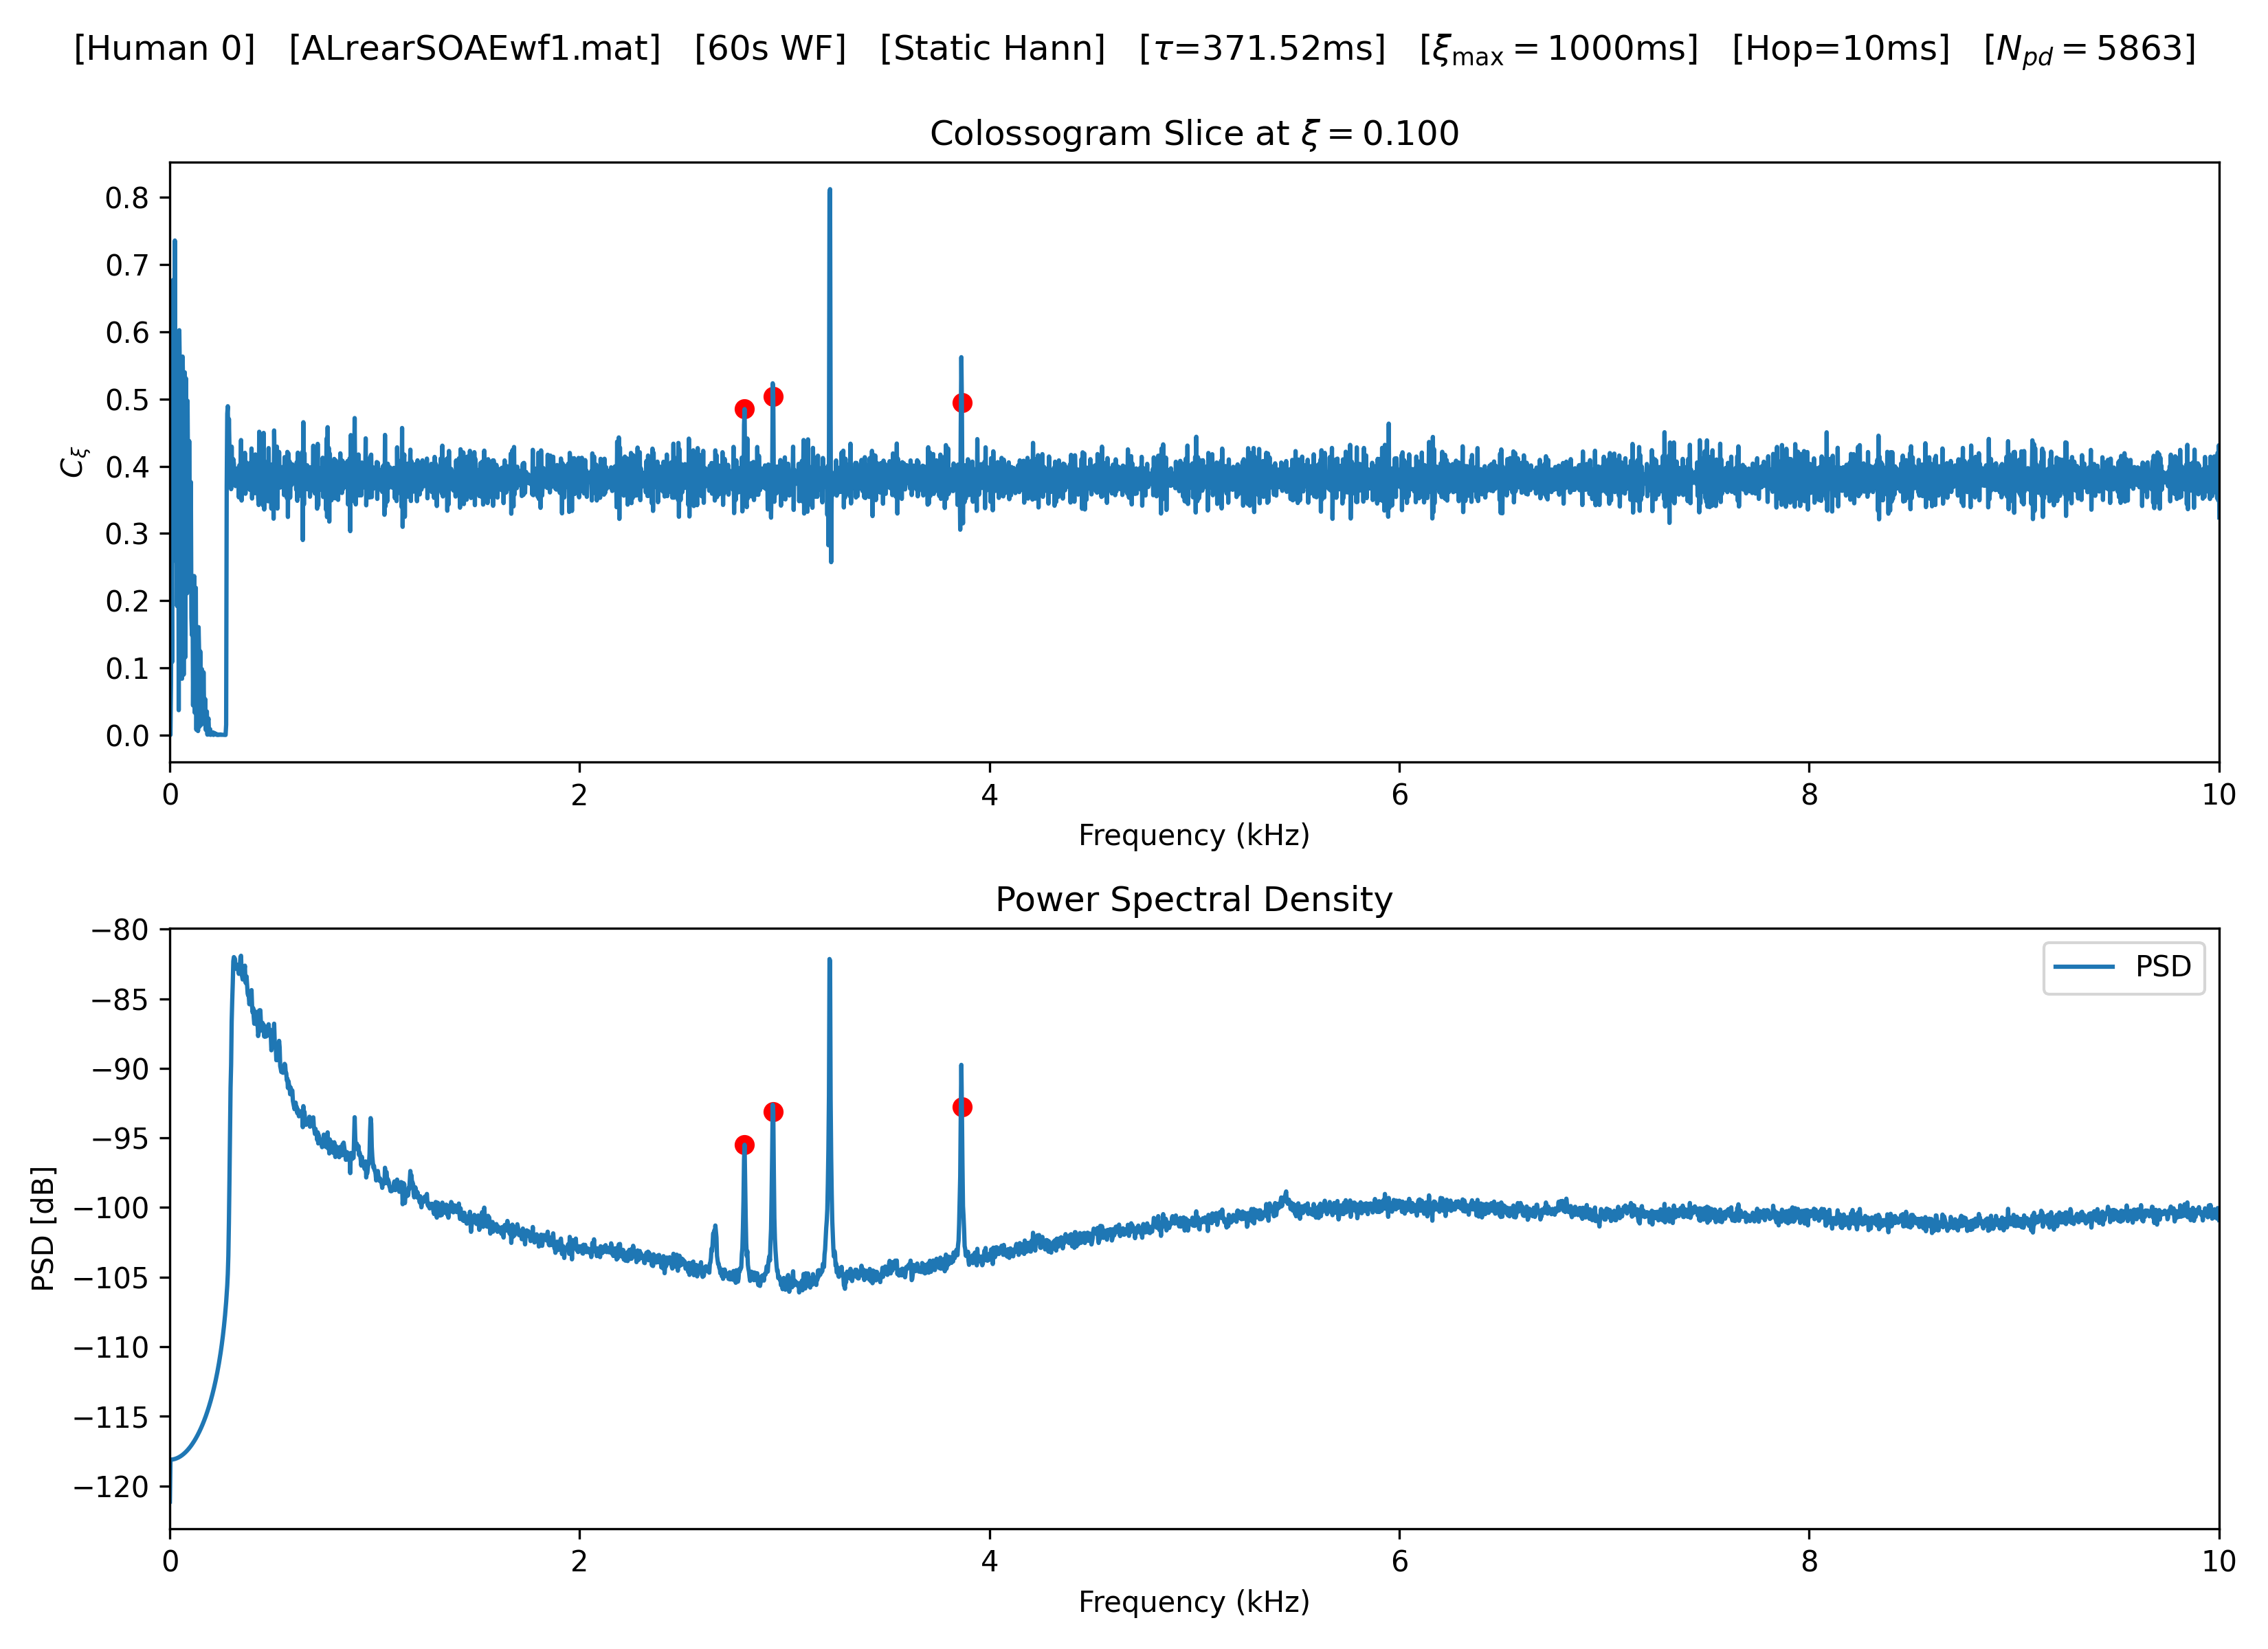 [Human 0] [ALrearSOAEwf1.mat] [60s WF] [Static Hann] [τ=371.52ms] [ξmax = 1000ms] [Hop=10ms] [Npd = 5863]
Colossogram Slice at ξ = 0.100
0.8
0.7
0.6
0.5
0.4
0.3
0.2
0.1
0.0
Cξ
0 2 4 6 8 10
Frequency (kHz)
Power Spectral Density
PSD
−80
−85
−90
−95
−100
−105
−110
−115
−120
PSD [dB]
0 2 4 6 8 10
Frequency (kHz)